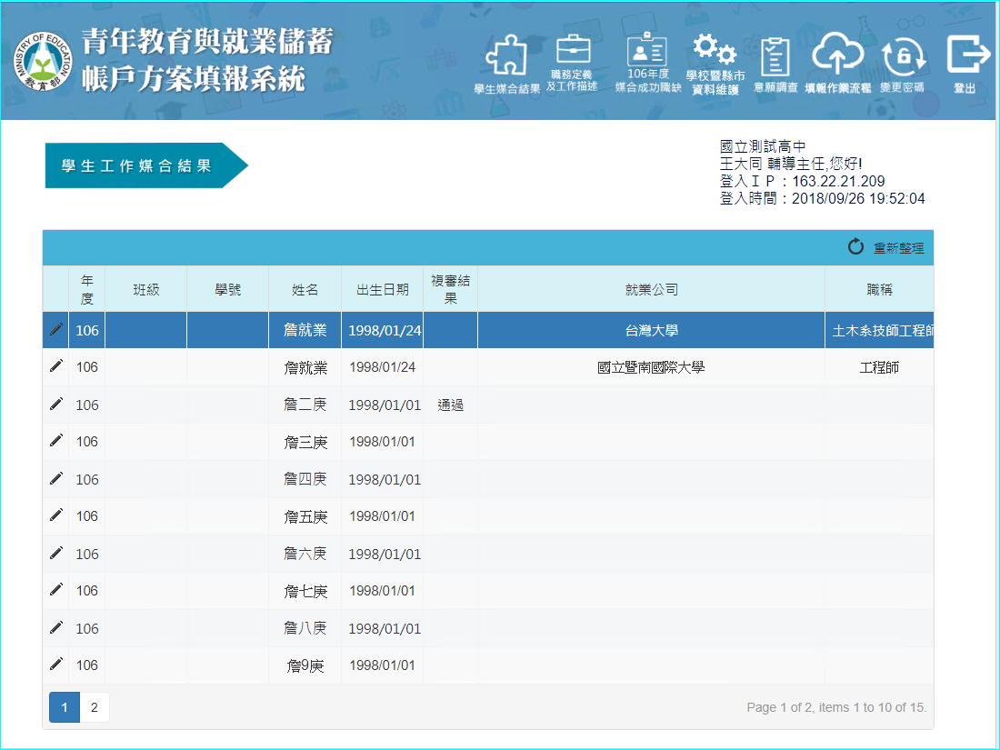 MINISTRY OF EDUCATION
教育部
青年教育與就業儲蓄
帳戶方案填報系統
學生媒合結果
職務定義
及工作描述
106年度
媒合成功職缺
學校暨縣市
資料維護
意願調查
填報作業流程
變更密碼
登出
學生工作媒合結果
國立測試高中
王大同 輔導主任,您好!
登入ＩＰ：163.22.21.209
登入時間：2018/09/26 19:52:04
重新整理
年度 班級 學號 姓名 出生日期 複審結果 就業公司 職稱
106 詹就業 1998/01/24 台灣大學 土木系技師工程師
106 詹就業 1998/01/24 國立暨南國際大學 工程師
106 詹二庚 1998/01/01 通過
106 詹三庚 1998/01/01
106 詹四庚 1998/01/01
106 詹五庚 1998/01/01
106 詹六庚 1998/01/01
106 詹七庚 1998/01/01
106 詹八庚 1998/01/01
106 詹9庚 1998/01/01
1 2 Page 1 of 2, items 1 to 10 of 15.